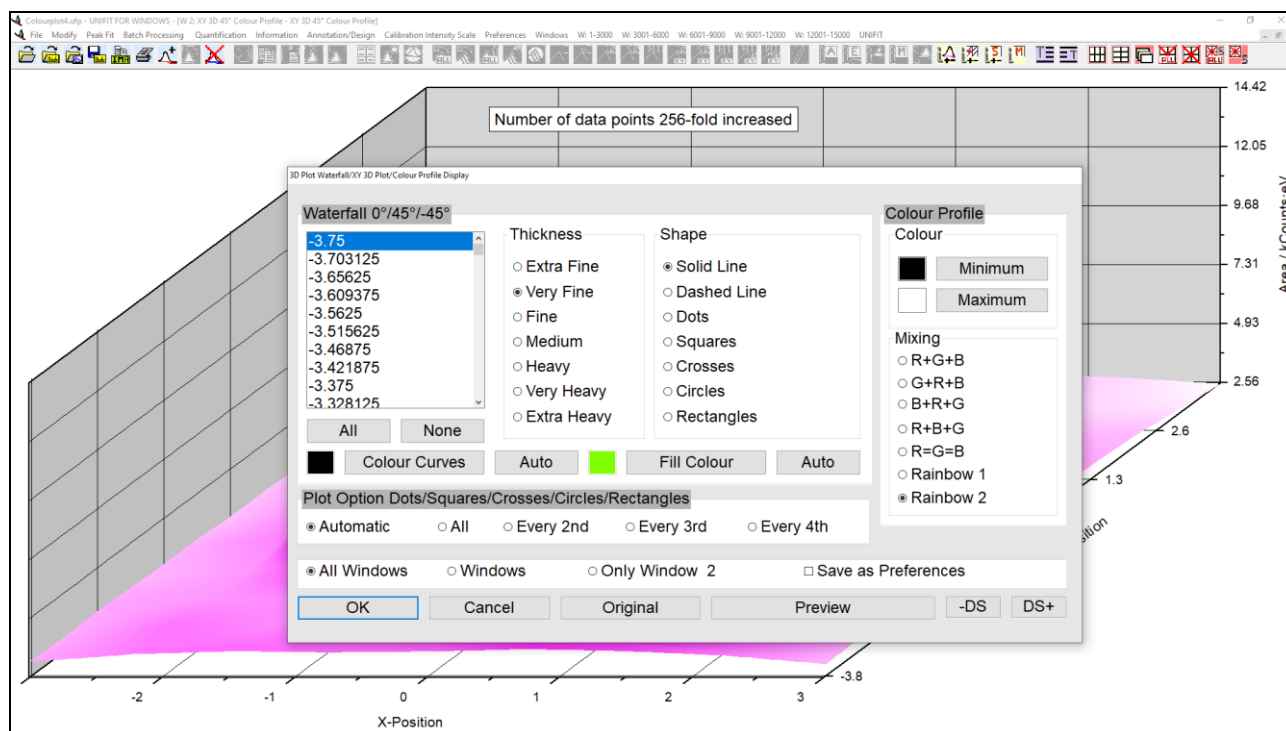 Colourplot4.ufp - UNIFIT FOR WINDOWS - [W 2: XY 3D 45° Colour Profile - XY 3D 45° Colour Profile]
File Modify Peak Fit Batch Processing Quantification Information Annotation/Design Calibration Intensity Scale Preferences Windows W: 1-3000 W: 3001-6000 W: 6001-9000 W: 9001-12000 W: 12001-15000 UNIFIT
Number of data points 256-fold increased
14.42
12.05
9.68
7.31
4.93
2.56
Area / kCounts·eV
3D Plot Waterfall/XY 3D Plot/Colour Profile Display
Waterfall 0°/45°/-45°
-3.75
-3.703125
-3.65625
-3.609375
-3.5625
-3.515625
-3.46875
-3.421875
-3.375
-3.328125
All None
Thickness
Extra Fine
Very Fine
Fine
Medium
Heavy
Very Heavy
Extra Heavy
Shape
Solid Line
Dashed Line
Dots
Squares
Crosses
Circles
Rectangles
Colour Curves Auto Fill Colour Auto
Colour Profile
Colour
Minimum
Maximum
Mixing
R+G+B
G+R+B
B+R+G
R+B+G
R=G=B
Rainbow 1
Rainbow 2
Plot Option Dots/Squares/Crosses/Circles/Rectangles
Automatic All Every 2nd Every 3rd Every 4th
All Windows Windows Only Window 2 Save as Preferences
OK Cancel Original Preview -DS DS+
2.6
1.3
sition
-3.8
-2 -1 0 1 2 3
X-Position